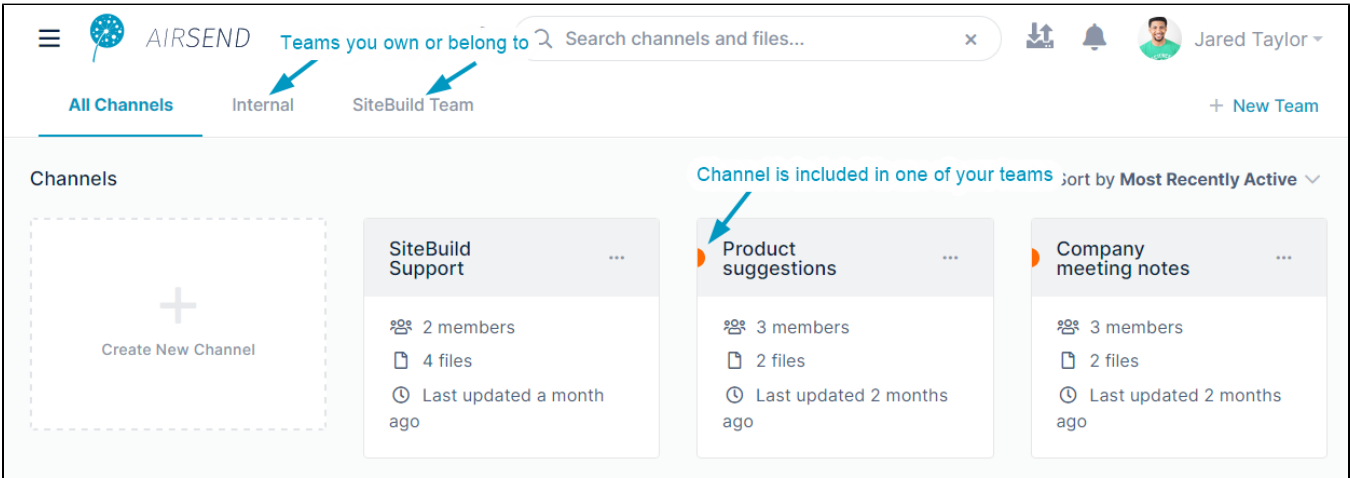 AIRSEND
Teams you own or belong to
Search channels and files...
Jared Taylor
All Channels
Internal
SiteBuild Team
+ New Team
Channels
Channel is included in one of your teams
Sort by Most Recently Active
Create New Channel
SiteBuild
Support
2 members
4 files
Last updated a month
ago
Product
suggestions
3 members
2 files
Last updated 2 months
ago
Company
meeting notes
3 members
2 files
Last updated 2 months
ago